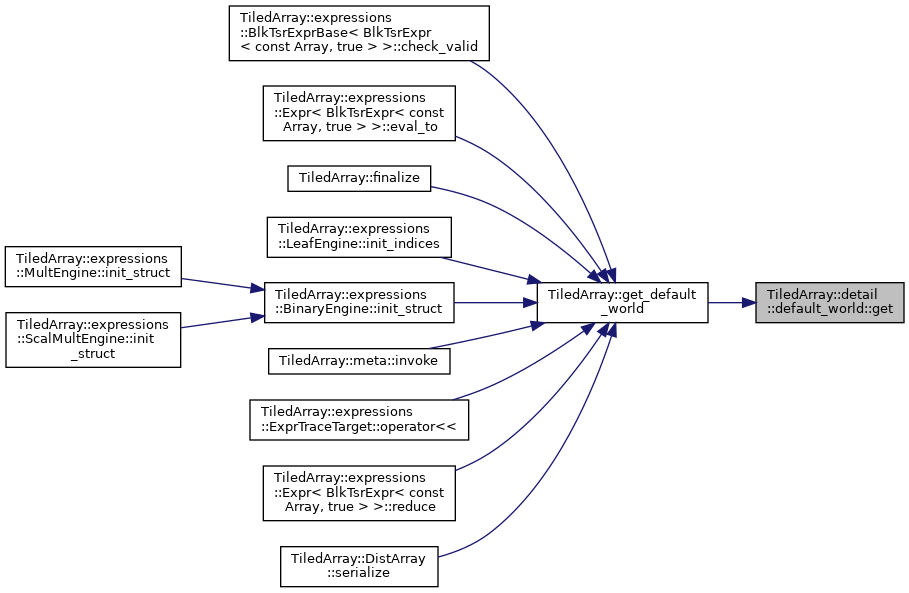 TiledArray::expressions
::BlkTsrExprBase< BlkTsrExpr
< const Array, true > >::check_valid
TiledArray::expressions
::Expr< BlkTsrExpr< const
Array, true > >::eval_to
TiledArray::finalize
TiledArray::expressions
::LeafEngine::init_indices
TiledArray::expressions
::MultEngine::init_struct
TiledArray::expressions
::BinaryEngine::init_struct
TiledArray::get_default
_world
TiledArray::detail
::default_world::get
TiledArray::expressions
::ScalMultEngine::init
_struct
TiledArray::meta::invoke
TiledArray::expressions
::ExprTraceTarget::operator<<
TiledArray::expressions
::Expr< BlkTsrExpr< const
Array, true > >::reduce
TiledArray::DistArray
::serialize